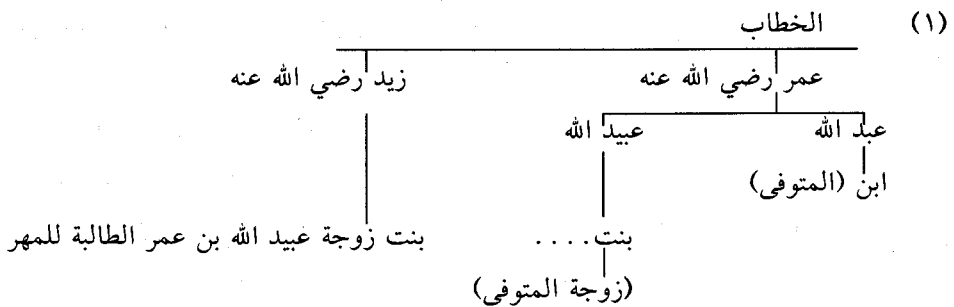 (١) الخطاب
عمر رضي الله عنه زيد رضي الله عنه
عبد الله عبيد الله
ابن (المتوفى)
بنت.... بنت زوجة عبيد الله بن عمر الطالبة للمهر
(زوجة المتوفى)